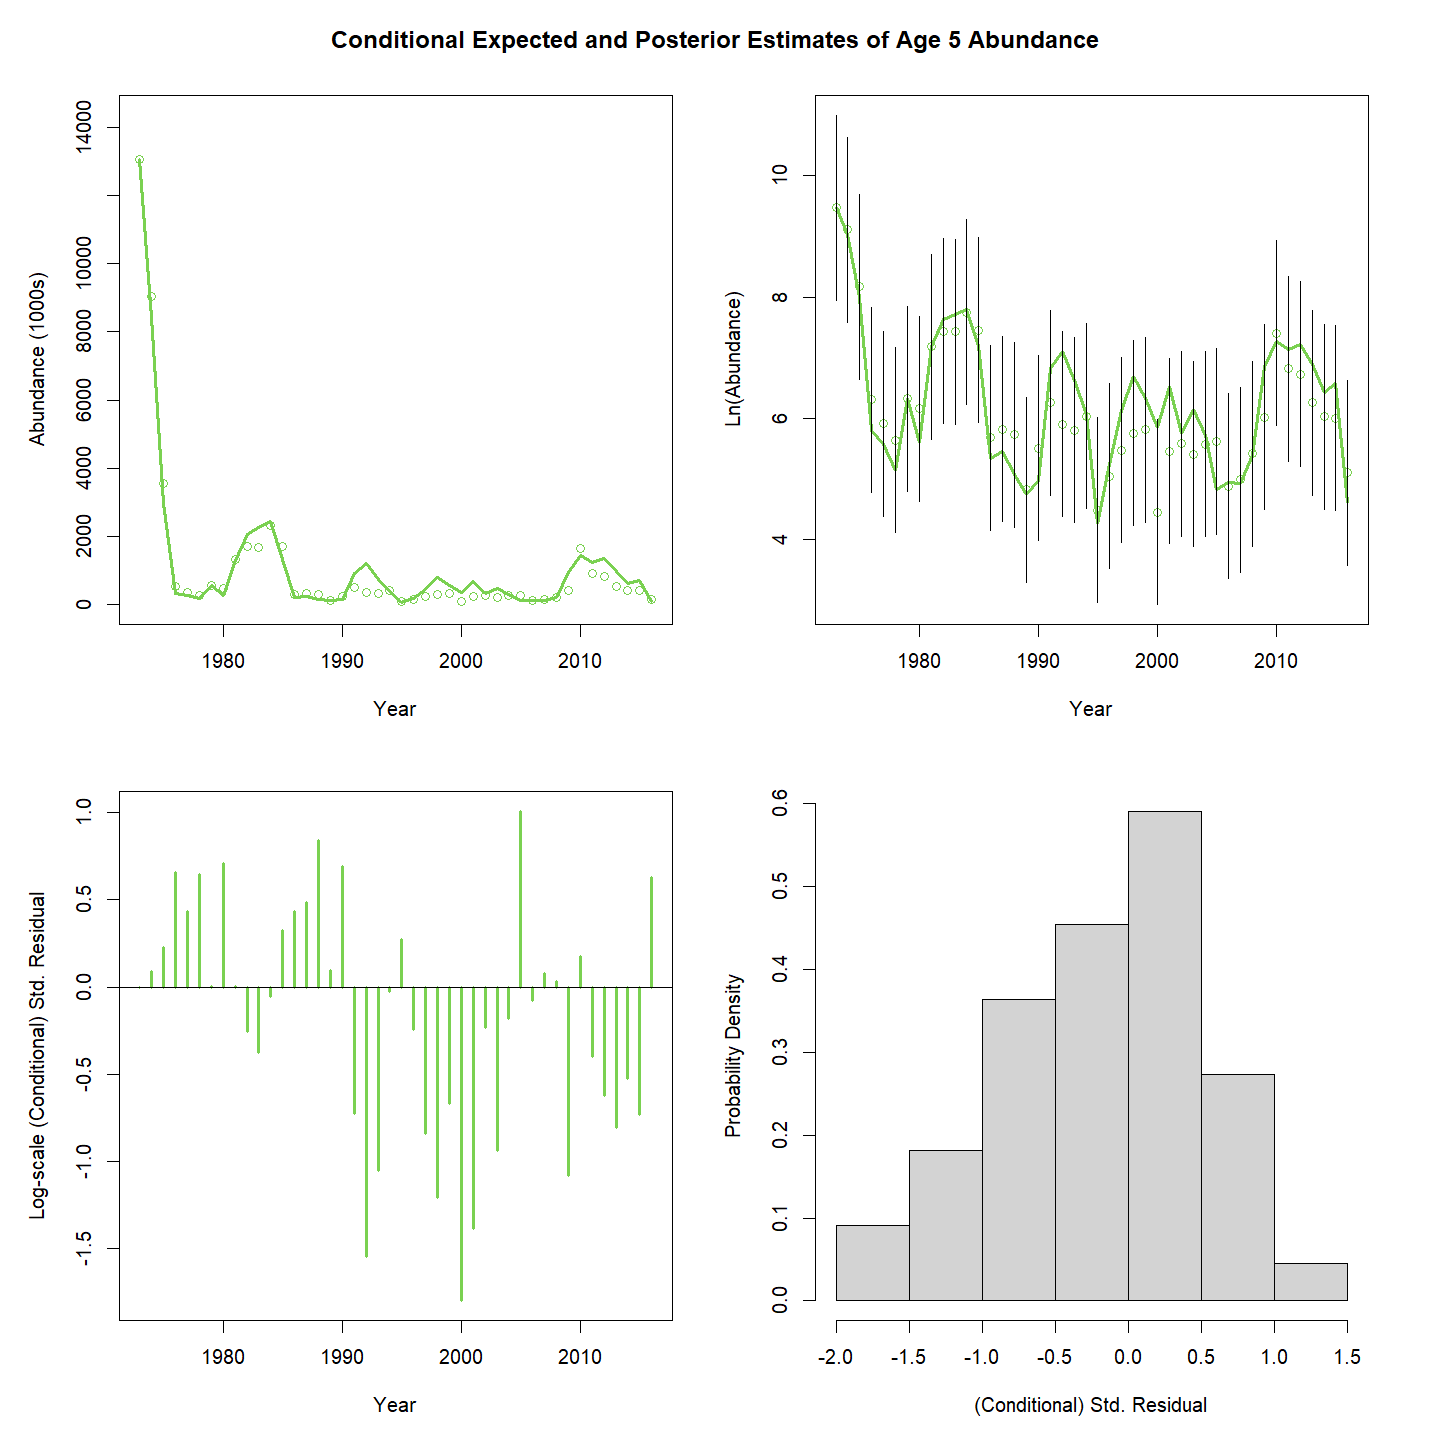 Conditional Expected and Posterior Estimates of Age 5 Abundance
Abundance (1000s)
14000
10000
8000
6000
4000
2000
0
1980 1990 2000 2010
Year
Ln(Abundance)
10
8
6
4
1980 1990 2000 2010
Year
Log-scale (Conditional) Std. Residual
1.0
0.5
0.0
-0.5
-1.0
-1.5
1980 1990 2000 2010
Year
Probability Density
0.6
0.5
0.4
0.3
0.2
0.1
0.0
-2.0 -1.5 -1.0 -0.5 0.0 0.5 1.0 1.5
(Conditional) Std. Residual